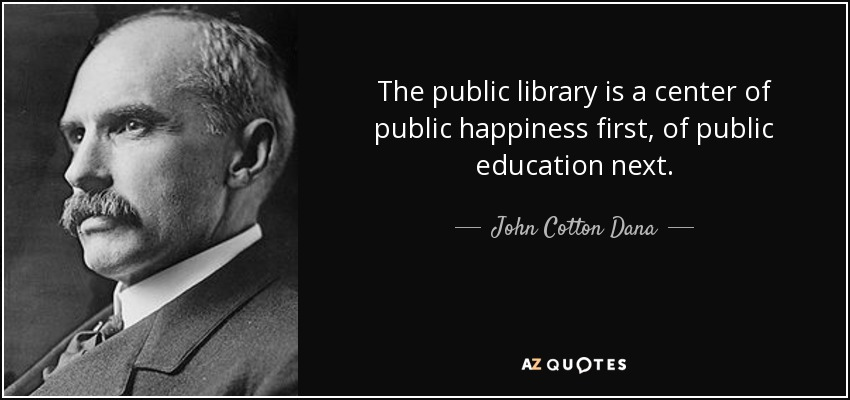 The public library is a center of
public happiness first, of public
education next.
John Cotton Dana
AZ QUOTES